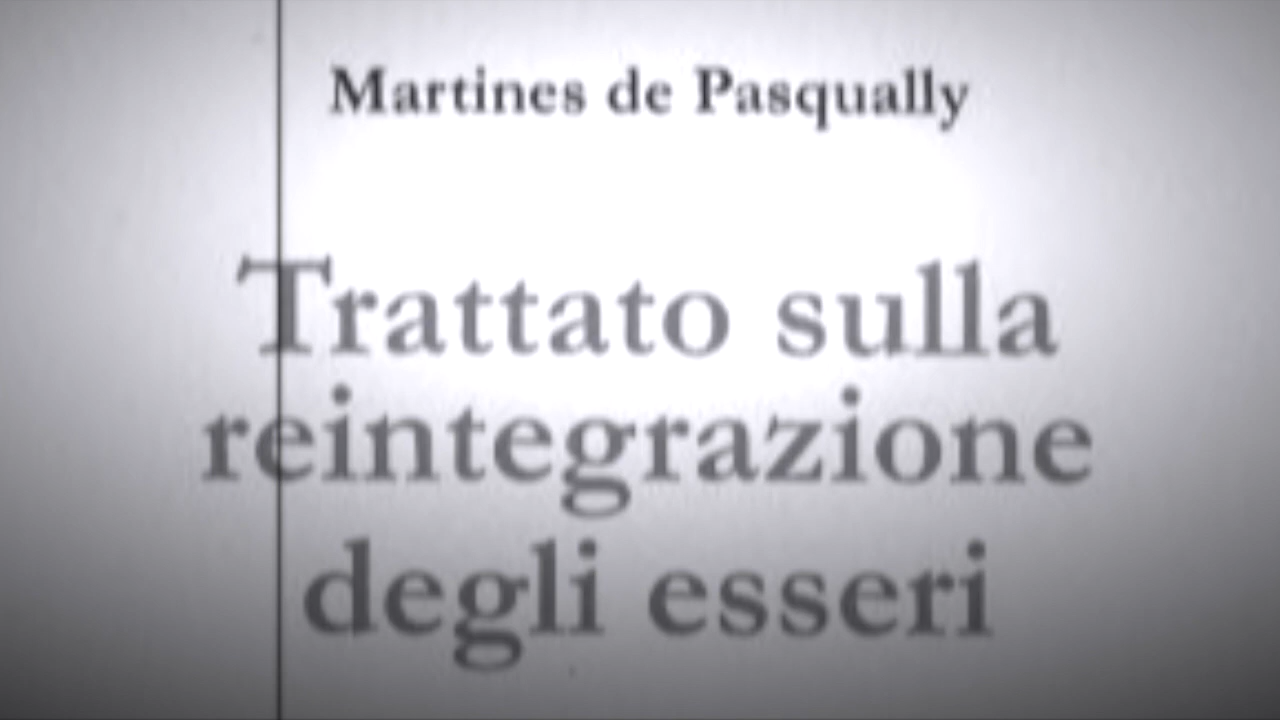 Martines de Pasqually
Trattato sulla
reintegrazione
degli esseri